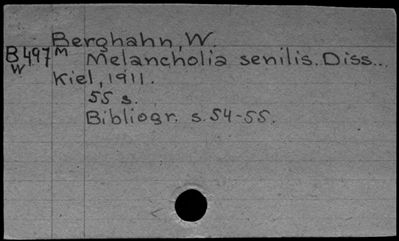 Berghahn, W.
B497M Melancholia senilis. Diss...
W Kiel, 1911.
55 s.
Bibliogr. s. 54-55.